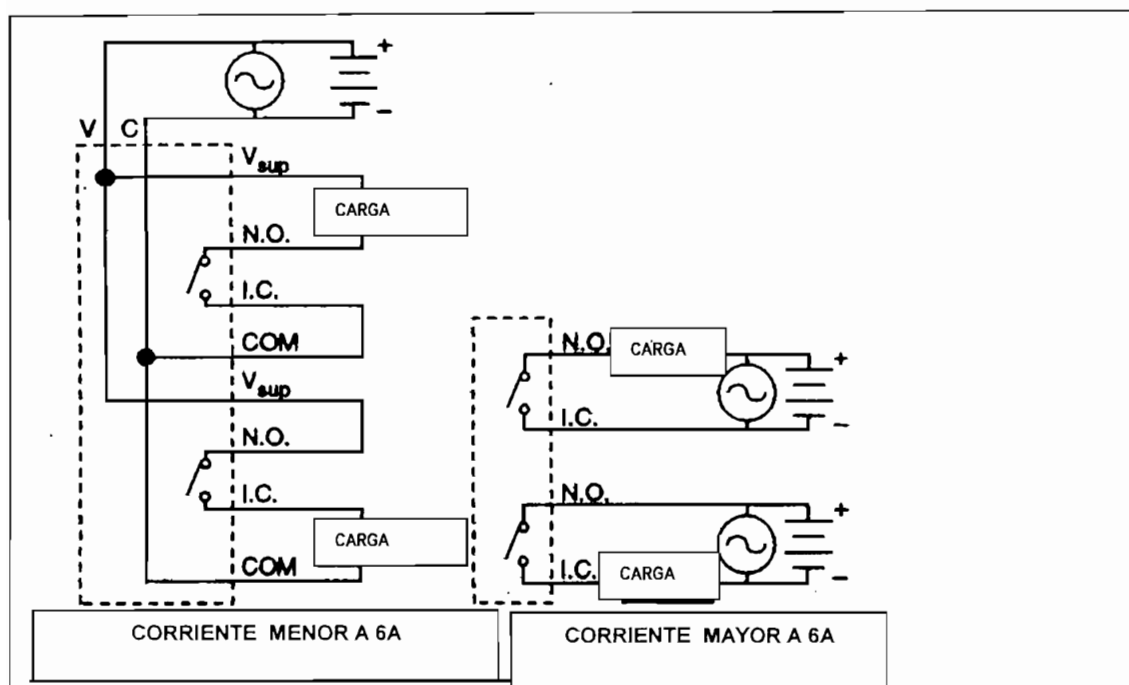 +
−
V C
Vsup
CARGA
N.O.
I.C.
COM
Vsup
N.O.
I.C.
CARGA
COM
N.O. CARGA
+
I.C.
−
N.O.
+
I.C. CARGA
−
CORRIENTE MENOR A 6A
CORRIENTE MAYOR A 6A